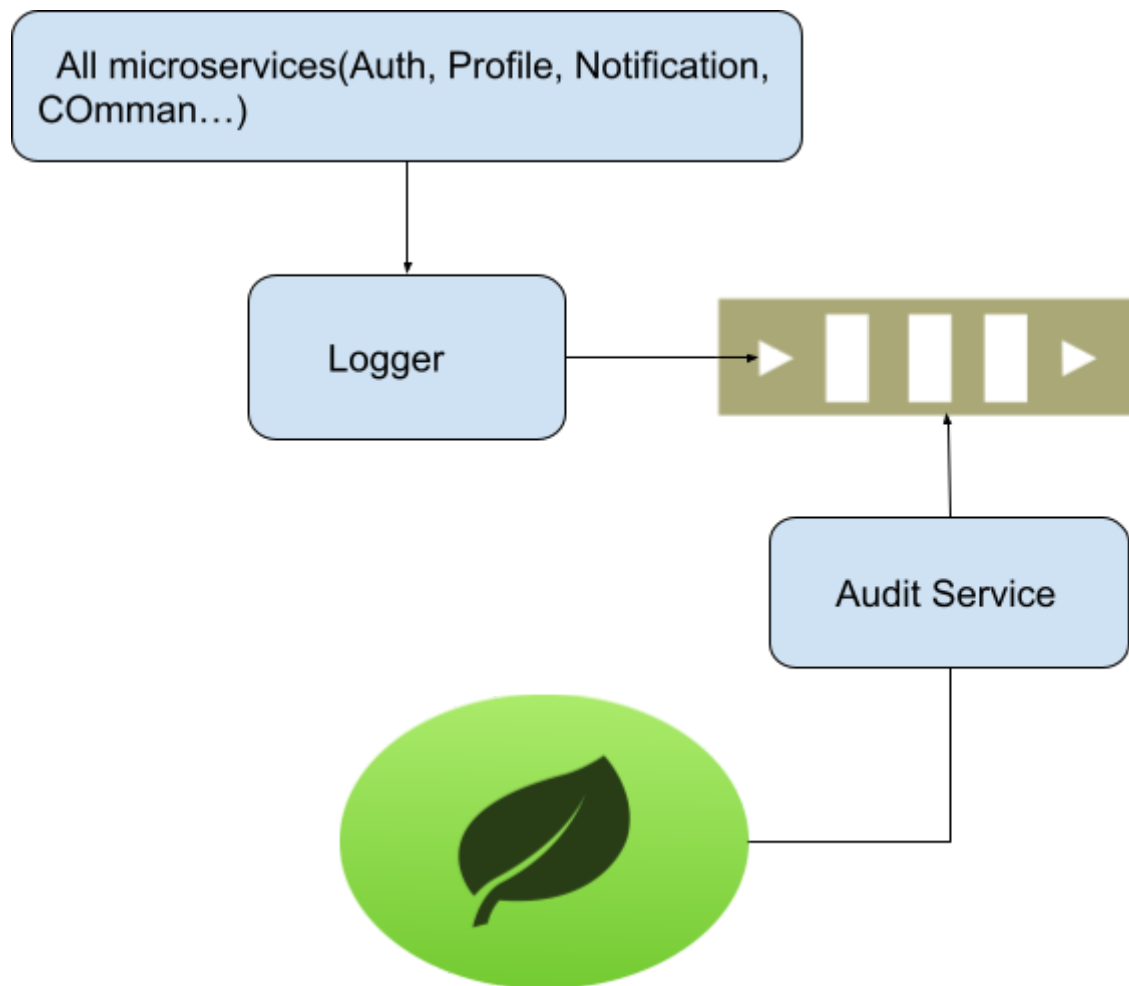 All microservices(Auth, Profile, Notification,
COmman…)
Logger
Audit Service